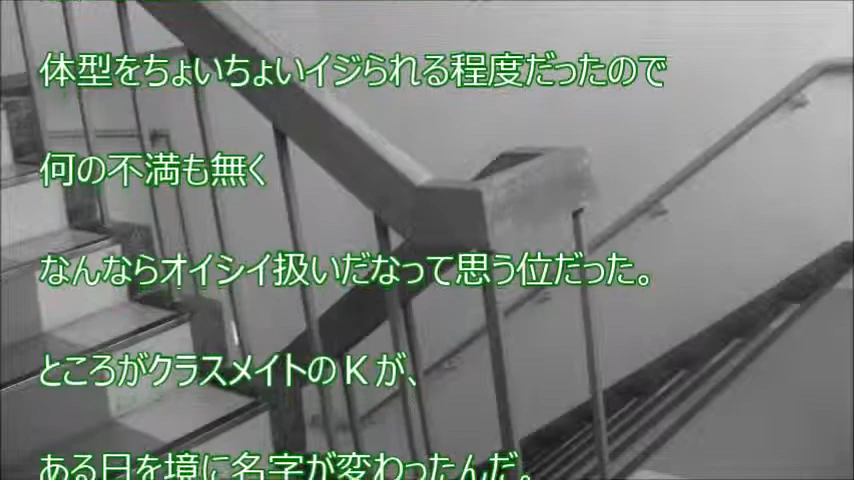 体型をちょいちょいイジられる程度だったので
何の不満も無く
なんならオイシイ扱いだなって思う位だった。
ところがクラスメイトのKが、
ある日を境に名字が変わったんだ。